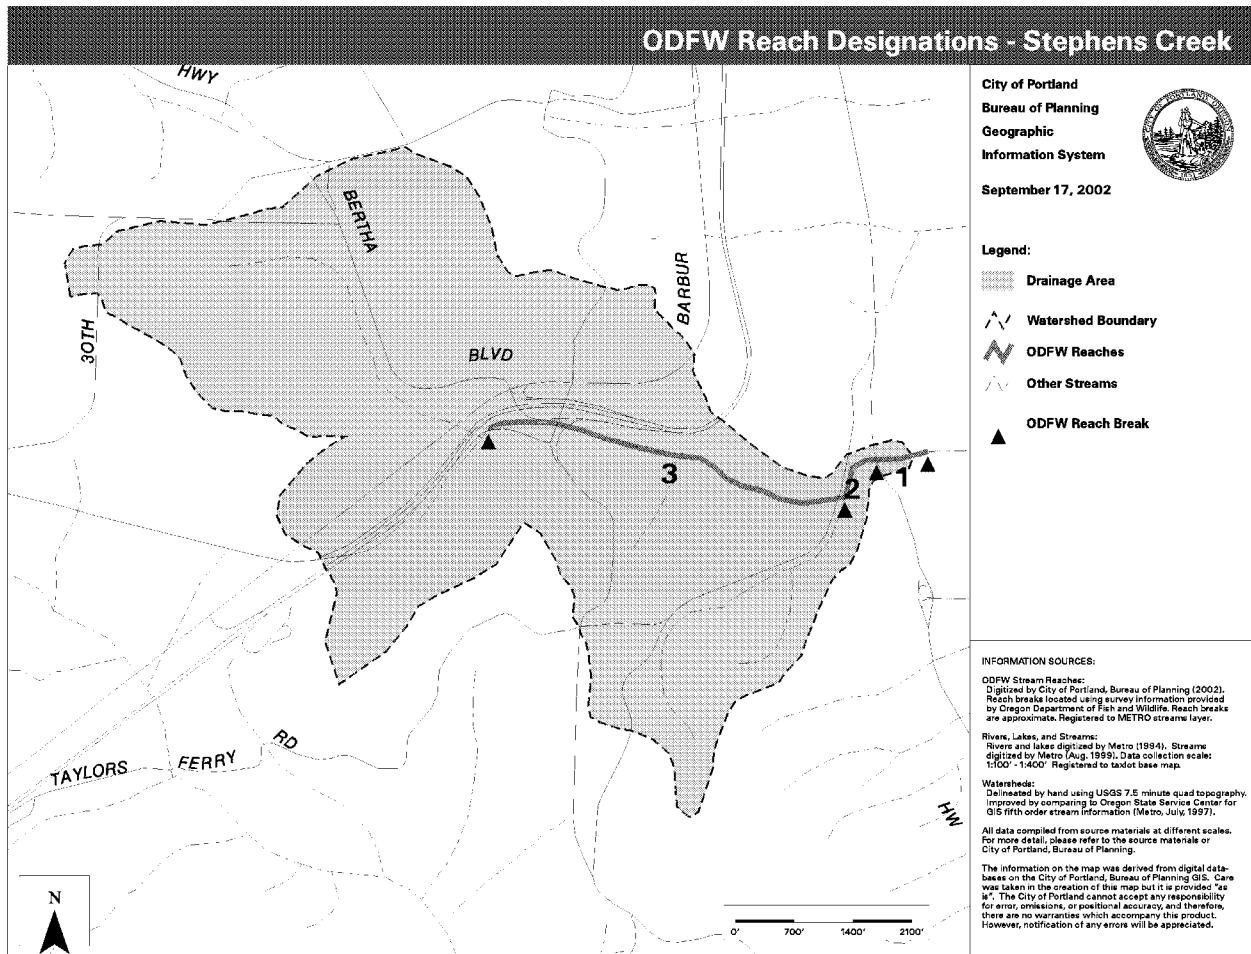 ODFW Reach Designations - Stephens Creek
HWY
BERTHA
BARBUR
30TH
BLVD
3
2
1
TAYLORS
FERRY
RD
HW
N
0' 700' 1400' 2100'
City of Portland
Bureau of Planning
Geographic
Information System
September 17, 2002
Legend:
Drainage Area
Watershed Boundary
ODFW Reaches
Other Streams
ODFW Reach Break
INFORMATION SOURCES:
ODFW Stream Reaches:
Digitized by City of Portland, Bureau of Planning (2002).
Reach breaks located using survey information provided
by Oregon Department of Fish and Wildlife. Reach breaks
are approximate. Registered to METRO streams layer.
Rivers, Lakes, and Streams:
Rivers and lakes digitized by Metro (1994). Streams
digitized by Metro (Aug. 1999). Data collection scale:
1:100' - 1:400' Registered to taxlot base map.
Watersheds:
Delineated by hand using USGS 7.5 minute quad topography.
Improved by comparing to Oregon State Service Center for
GIS fifth order stream information (Metro, July, 1997).
All data compiled from source materials at different scales.
For more detail, please refer to the source materials or
City of Portland, Bureau of Planning.
The information on the map was derived from digital data-
bases on the City of Portland, Bureau of Planning GIS. Care
was taken in the creation of this map but it is provided "as
is". The City of Portland cannot accept any responsibility
for error, omissions, or positional accuracy, and therefore,
there are no warranties which accompany this product.
However, notification of any errors will be appreciated.